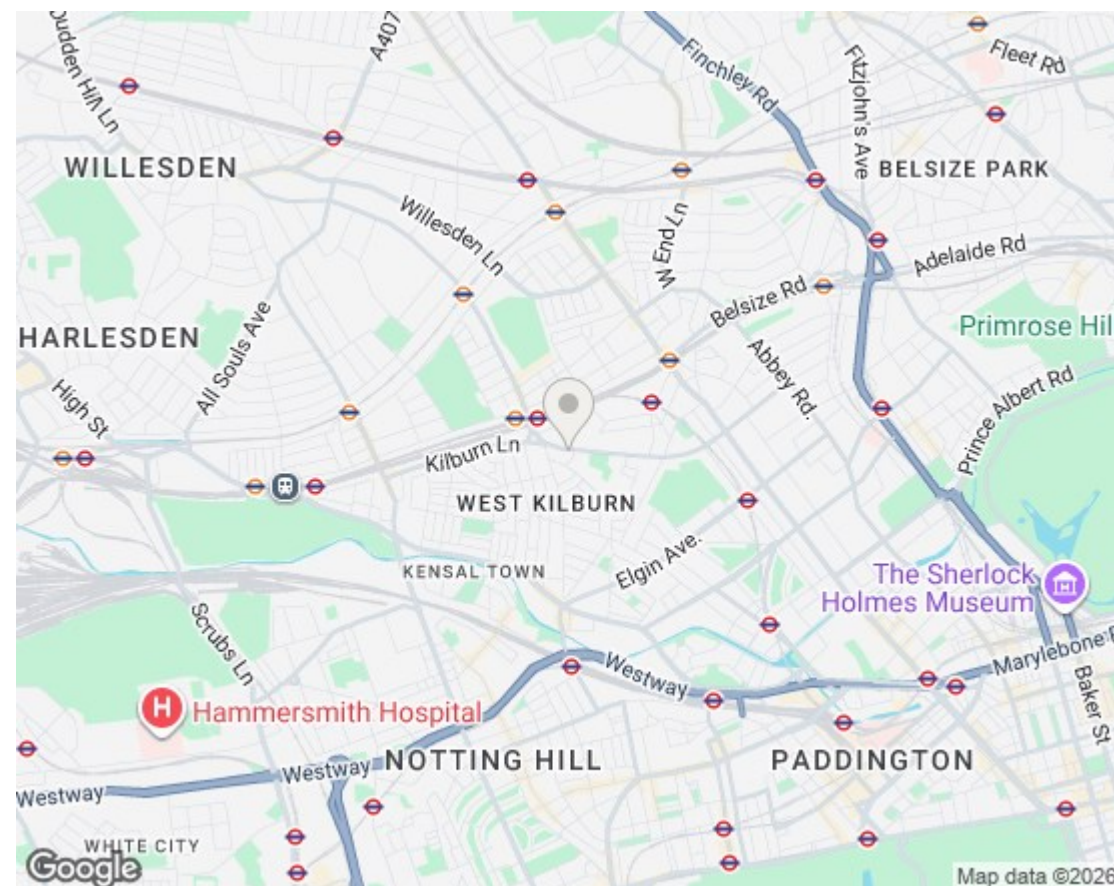 Dudden Hill Ln
A407
Finchley Rd
Fitzjohn's Ave
Fleet Rd
WILLESDEN
BELSIZE PARK
Willesden Ln
W End Ln
Adelaide Rd
Belsize Rd
All Souls Ave
HARLESDEN
Primrose Hil
Abbey Rd.
Prince Albert Rd
High St
Kilburn Ln
WEST KILBURN
Elgin Ave.
KENSAL TOWN
The Sherlock
Holmes Museum
Scrubs Ln
Westway
Marylebone
Baker St
H
Hammersmith Hospital
NOTTING HILL
PADDINGTON
Westway
Westway
WHITE CITY
Google
Map data ©2026